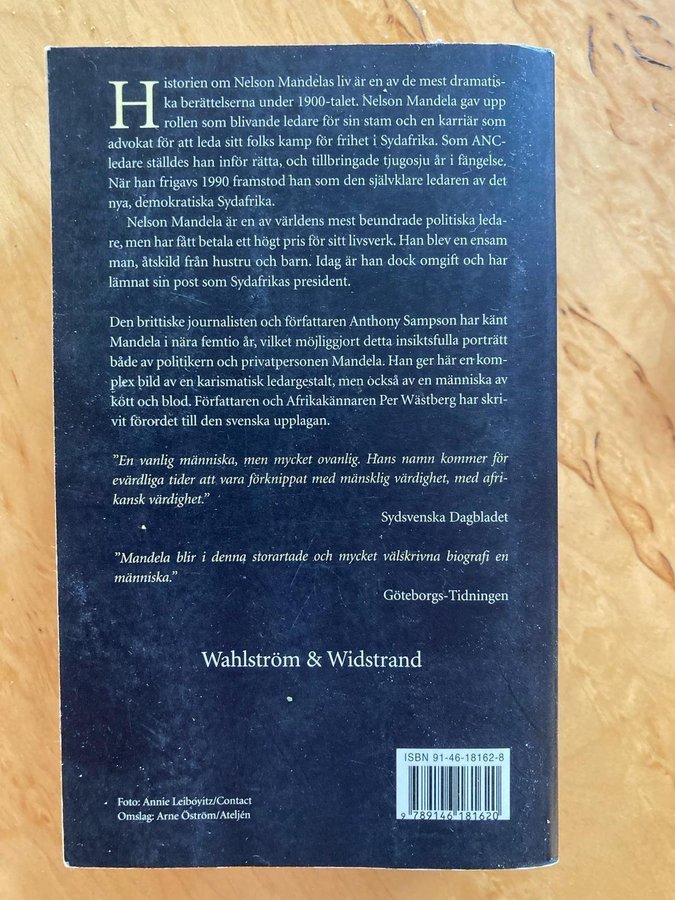 Historien om Nelson Mandelas liv är en av de mest dramatis-
ka berättelserna under 1900-talet. Nelson Mandela gav upp
rollen som blivande ledare för sin stam och en karriär som
advokat för att leda sitt folks kamp för frihet i Sydafrika. Som ANC-
ledare ställdes han inför rätta, och tillbringade tjugosju år i fängelse.
När han frigavs 1990 framstod han som den självklare ledaren av det
nya, demokratiska Sydafrika.
Nelson Mandela är en av världens mest beundrade politiska leda-
re, men har fått betala ett högt pris för sitt livsverk. Han blev en ensam
man, åtskild från hustru och barn. Idag är han dock omgift och har
lämnat sin post som Sydafrikas president.
Den brittiske journalisten och författaren Anthony Sampson har känt
Mandela i nära femtio år, vilket möjliggjort detta insiktsfulla porträtt
både av politikern och privatpersonen Mandela. Han ger här en kom-
plex bild av en karismatisk ledargestalt, men också av en människa av
kött och blod. Författaren och Afrikakännaren Per Wästberg har skri-
vit förordet till den svenska upplagan.
”En vanlig människa, men mycket ovanlig. Hans namn kommer för
evärdliga tider att vara förknippat med mänsklig värdighet, med afri-
kansk värdighet.”
Sydsvenska Dagbladet
”Mandela blir i denna storartade och mycket välskrivna biografi en
människa.”
Göteborgs-Tidningen
Wahlström & Widstrand
ISBN 91-46-18162-8
9 789146 181620
Foto: Annie Leibovitz/Contact
Omslag: Arne Öström/Ateljén